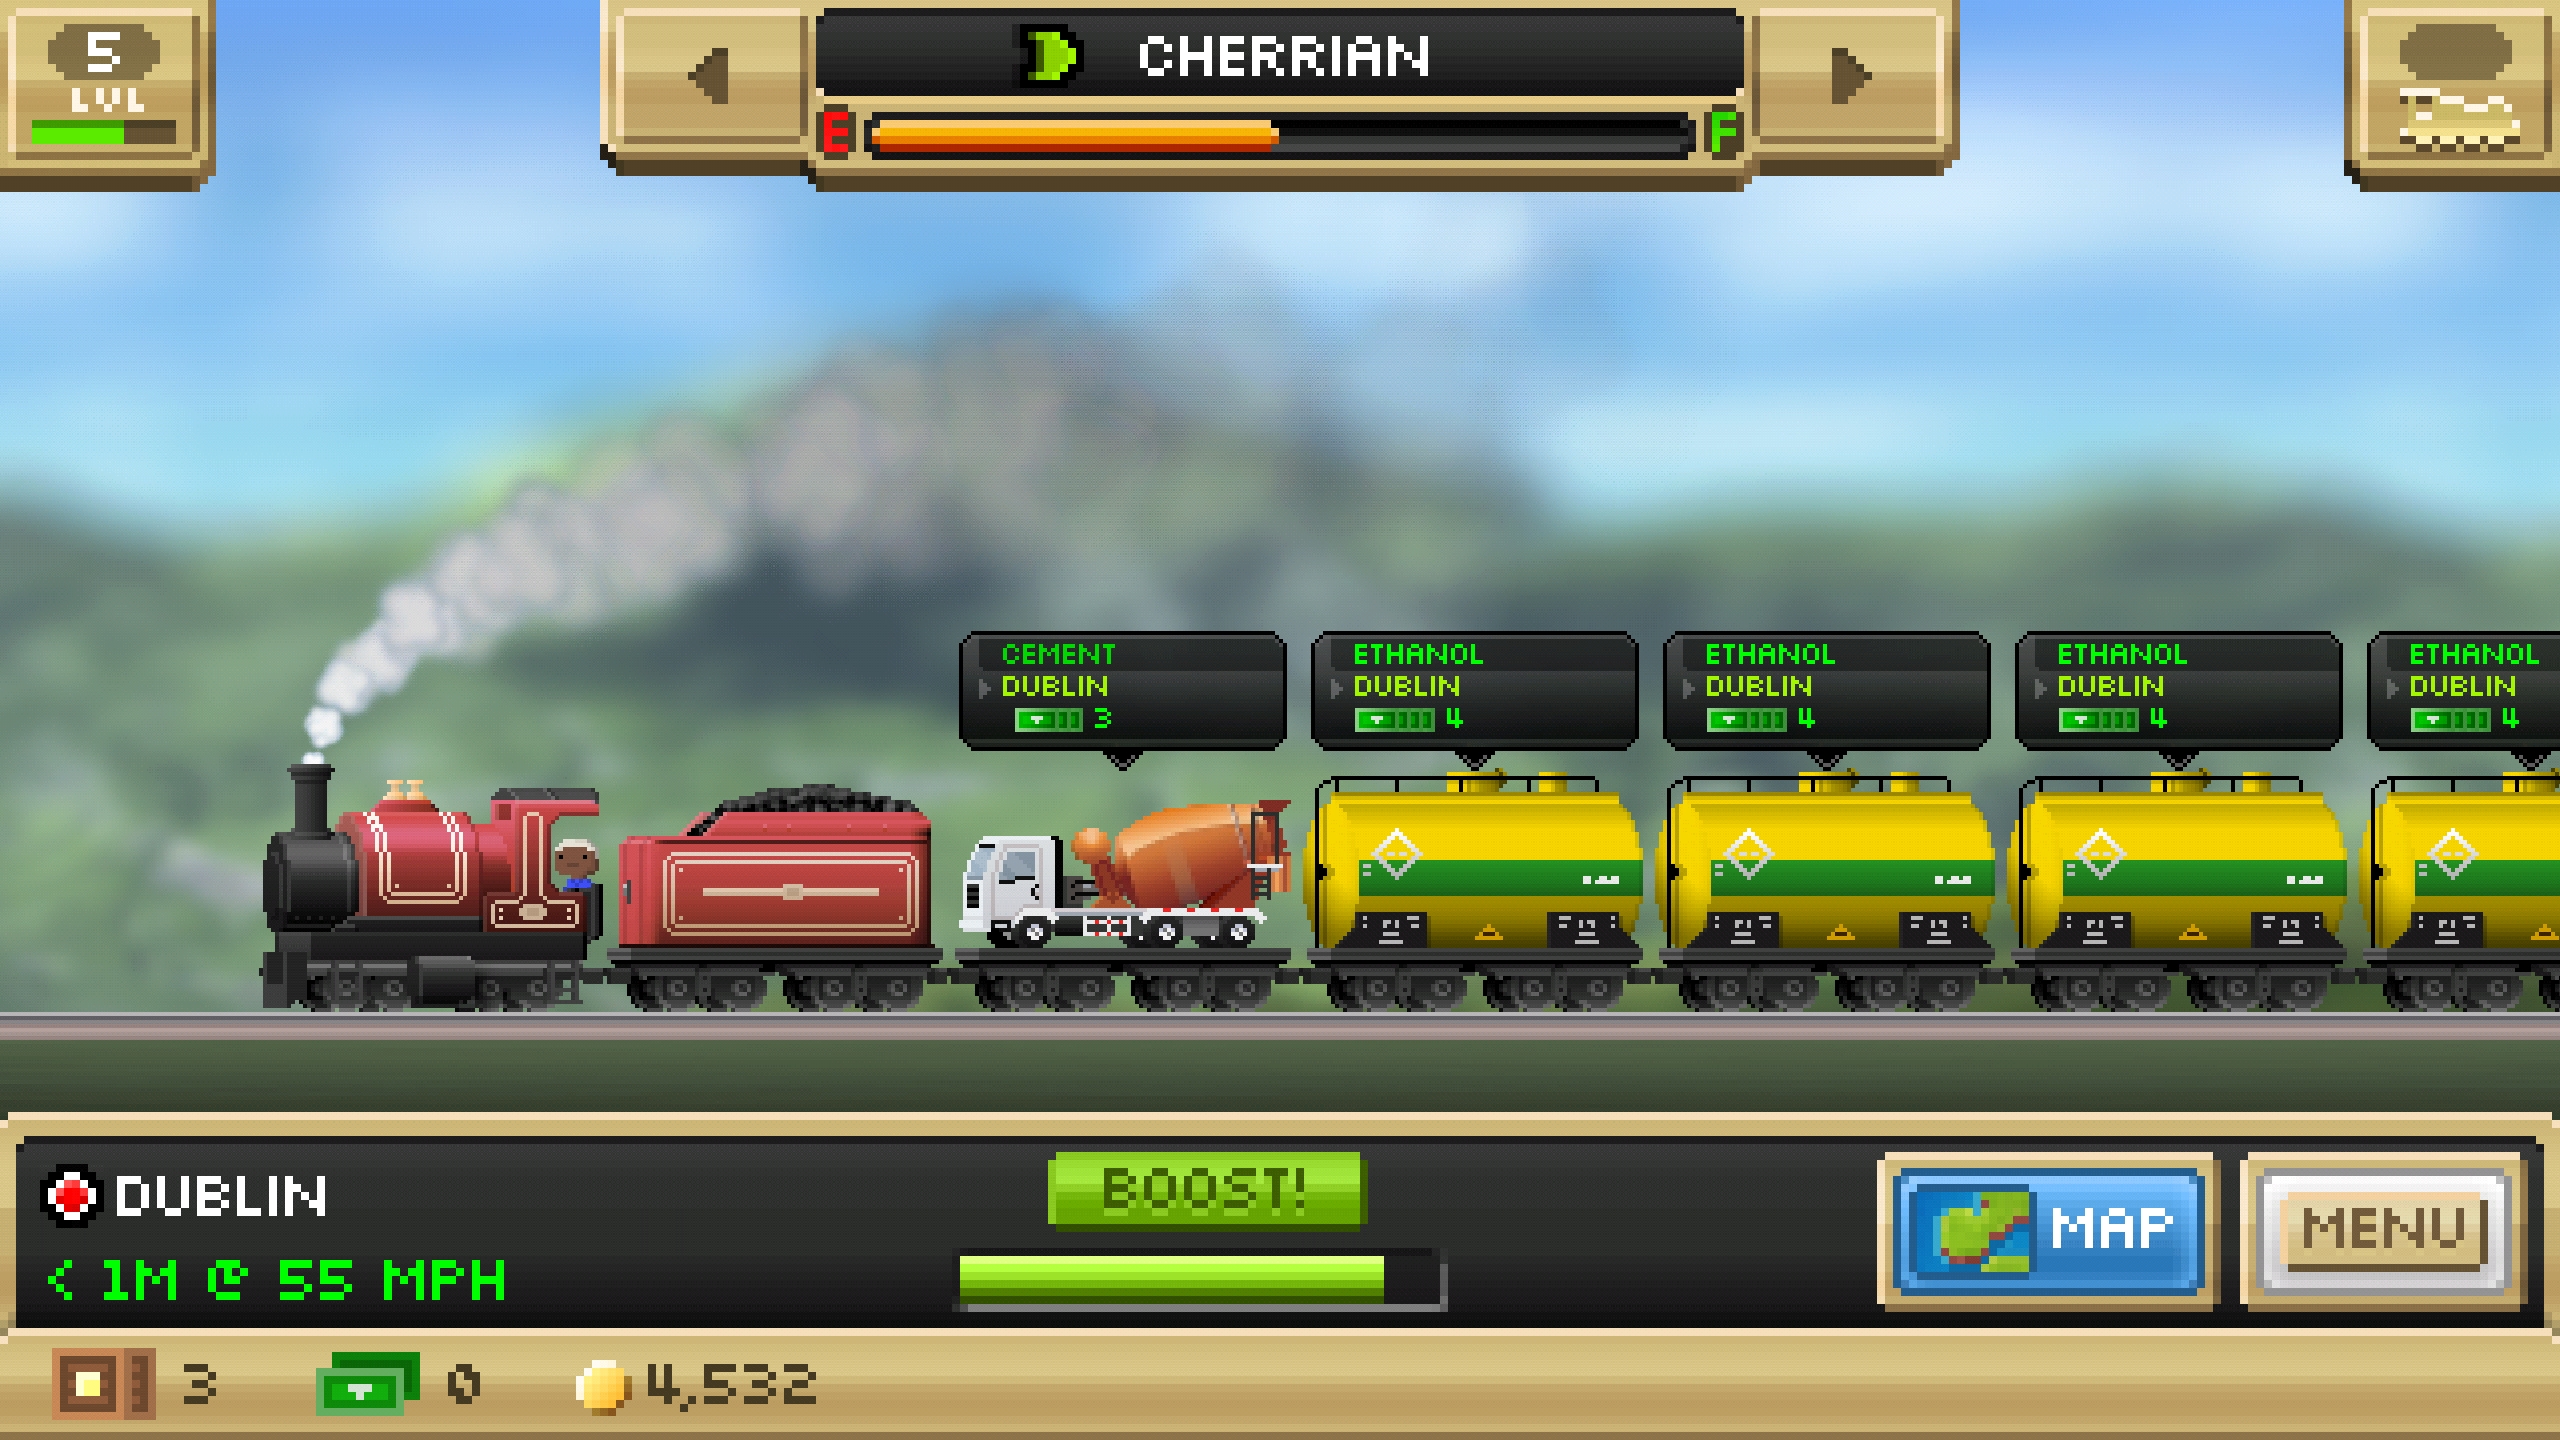 5
LVL
CHERRIAN
E
F
CEMENT
DUBLIN
3
ETHANOL
DUBLIN
4
ETHANOL
DUBLIN
4
ETHANOL
DUBLIN
4
ETHANOL
DUBLIN
4
DUBLIN
< 1M @ 55 MPH
BOOST!
MAP
MENU
3
0
4,532